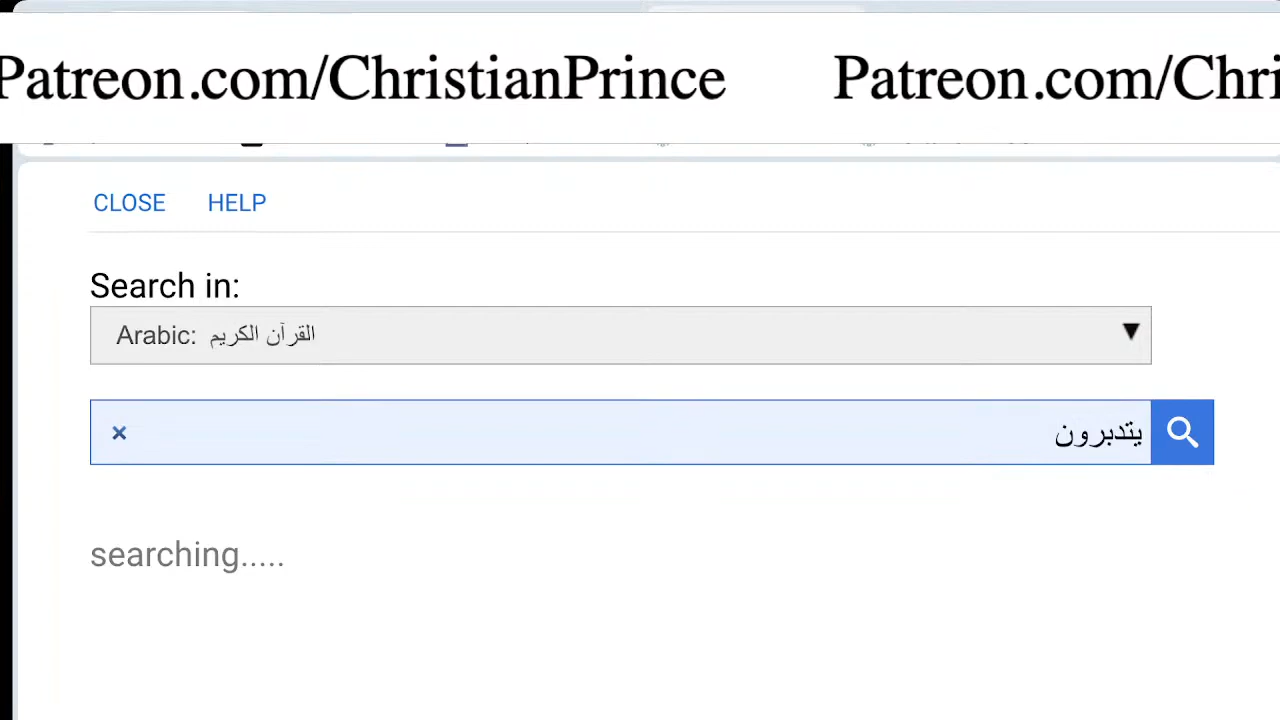 Patreon.com/ChristianPrince Patreon.com/Chri
CLOSE HELP
Search in:
Arabic: القرآن الكريم ▼
× يتدبرون
searching.....